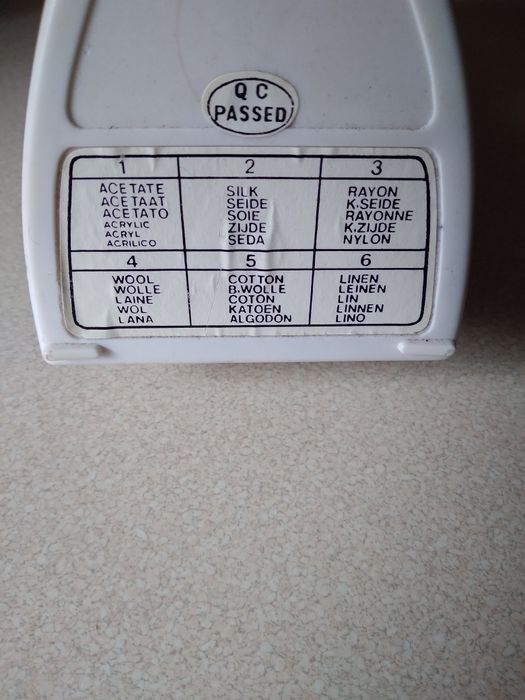 QC
PASSED
1
ACETATE
ACETAAT
ACETATO
ACRYLIC
ACRYL
ACRILICO
2
SILK
SEIDE
SOIE
ZIJDE
SEDA
3
RAYON
K.SEIDE
RAYONNE
K.ZIJDE
NYLON
4
WOOL
WOLLE
LAINE
WOL
LANA
5
COTTON
B.WOLLE
COTON
KATOEN
ALGODON
6
LINEN
LEINEN
LIN
LINNEN
LINO